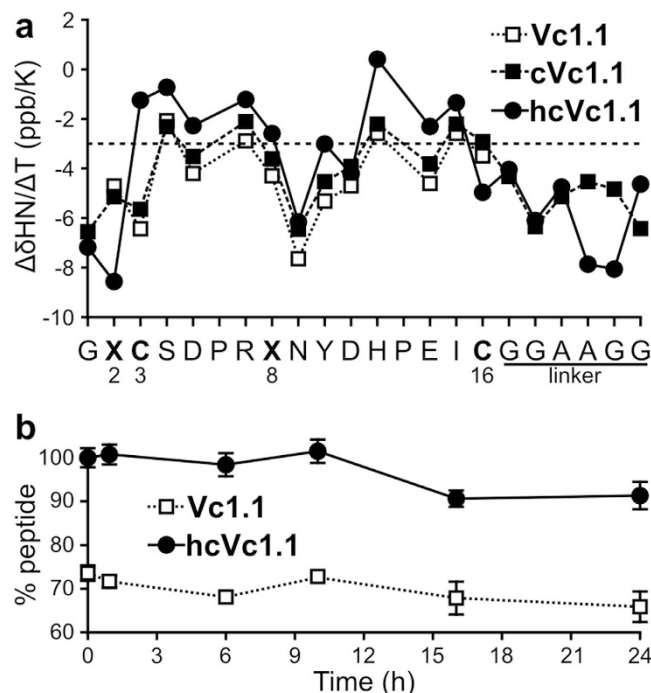 a
Vc1.1
cVc1.1
hcVc1.1
ΔδHN/ΔT (ppb/K)
2
0
-2
-4
-6
-8
-10
G X C S D P R X N Y D H P E I C G G A A G G
2 3 8 16 linker
b
% peptide
100
90
80
70
60
Vc1.1
hcVc1.1
0 3 6 9 12 15 18 21 24
Time (h)